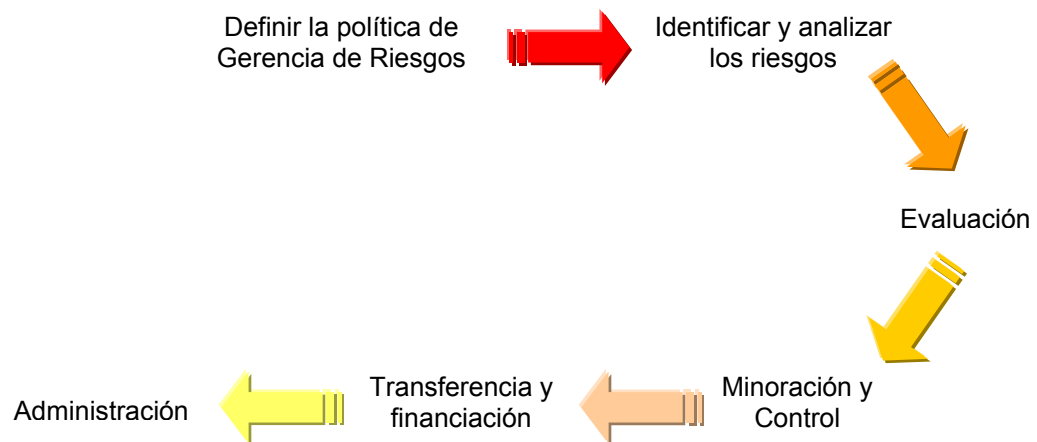 Definir la política de
Gerencia de Riesgos
Identificar y analizar
los riesgos
Evaluación
Minoración y
Control
Transferencia y
financiación
Administración